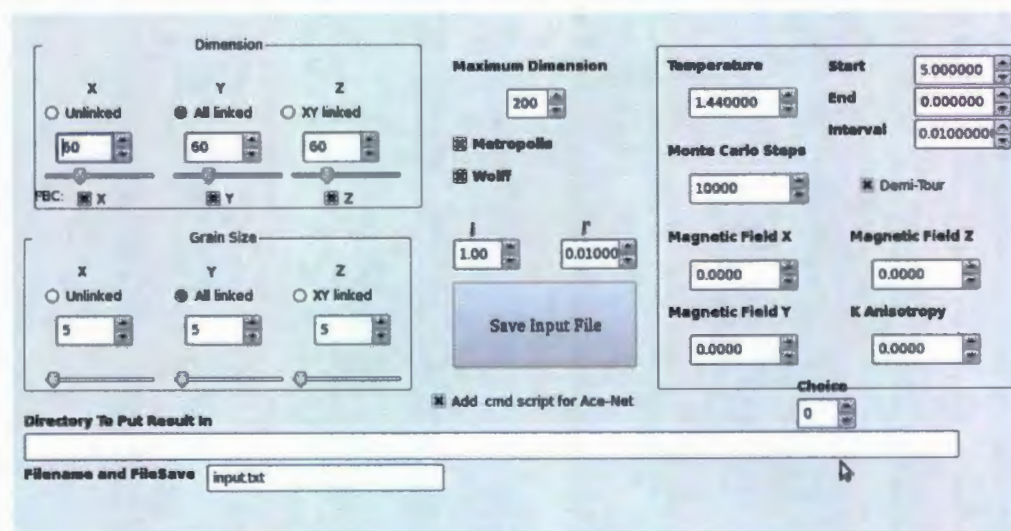 Dimension
X Y Z
Unlinked All linked XY linked
60 60 60
PBC: X Y Z
Grain Size
X Y Z
Unlinked All linked XY linked
5 5 5
Maximum Dimension
200
Metropolis
Wolff
J J'
1.00 0.01000
Save Input File
Add cmd script for Ace-Net
Temperature
1.440000
Start 5.000000
End 0.000000
Interval 0.01000000
Monte Carlo Steps
10000
Demi-Tour
Magnetic Field X Magnetic Field Z
0.0000 0.0000
Magnetic Field Y K Anisotropy
0.0000 0.0000
Choice
0
Directory To Put Result In
Filename and FileSave input.txt